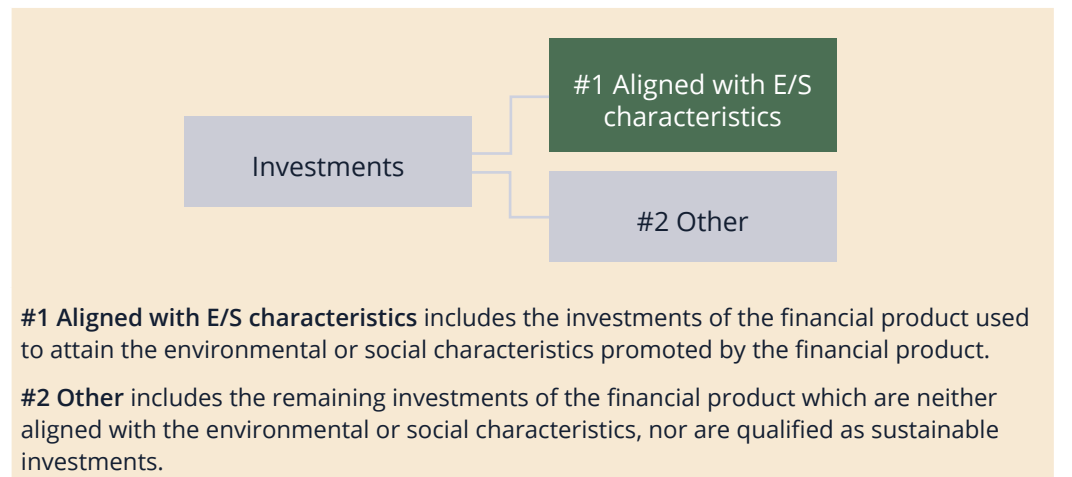 #1 Aligned with E/S
characteristics
Investments
#2 Other
#1 Aligned with E/S characteristics includes the investments of the financial product used
to attain the environmental or social characteristics promoted by the financial product.
#2 Other includes the remaining investments of the financial product which are neither
aligned with the environmental or social characteristics, nor are qualified as sustainable
investments.